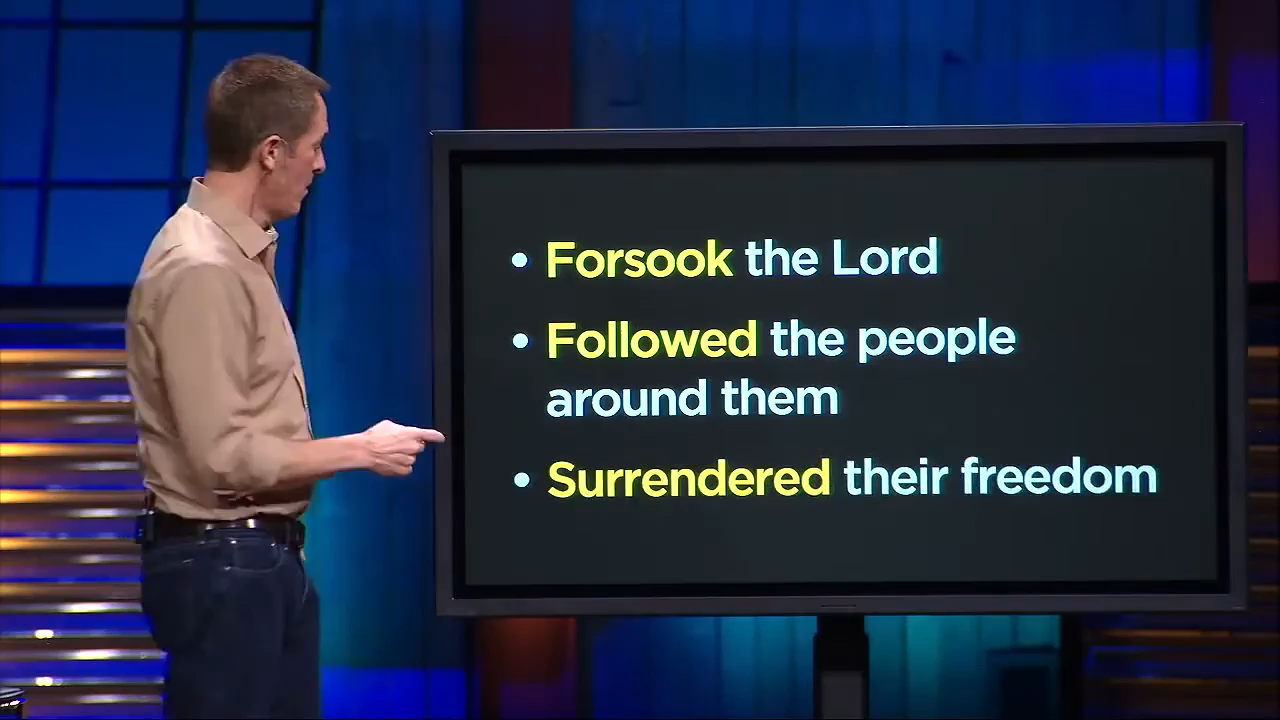 • Forsook the Lord
• Followed the people
around them
• Surrendered their freedom